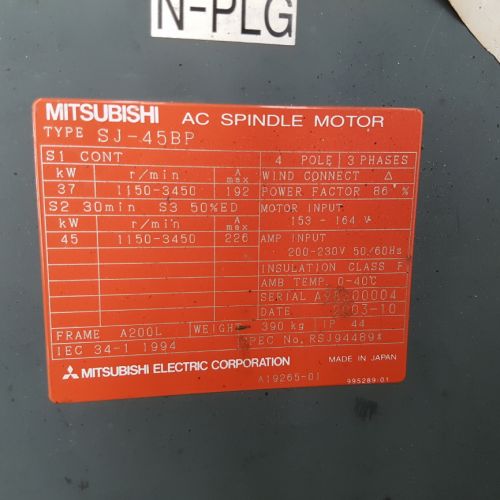 N-PLG
MITSUBISHI AC SPINDLE MOTOR
TYPE SJ-45BP
S1 CONT
kW r/min A max
37 1150-3450 192
S2 30min S3 50%ED
kW r/min A max
45 1150-3450 226
4 POLE 3 PHASES
WIND CONNECT △
POWER FACTOR 86 %
MOTOR INPUT
153 - 164 V
AMP INPUT
200-230V 50/60Hz
INSULATION CLASS F
AMB TEMP. 0-40℃
SERIAL
DATE 2003-10
FRAME A200L WEIGHT 390 kg IP 44
IEC 34-1 1994 SPEC No. RSJ94489
MITSUBISHI ELECTRIC CORPORATION MADE IN JAPAN
A19265-01 995289 01